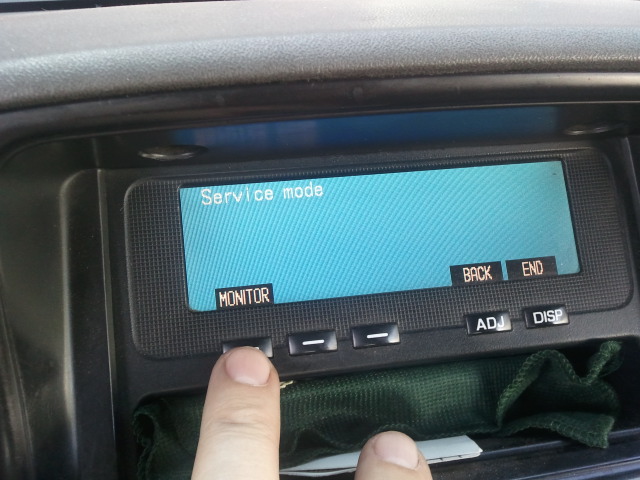 Service mode
MONITOR BACK END
ADJ DISP